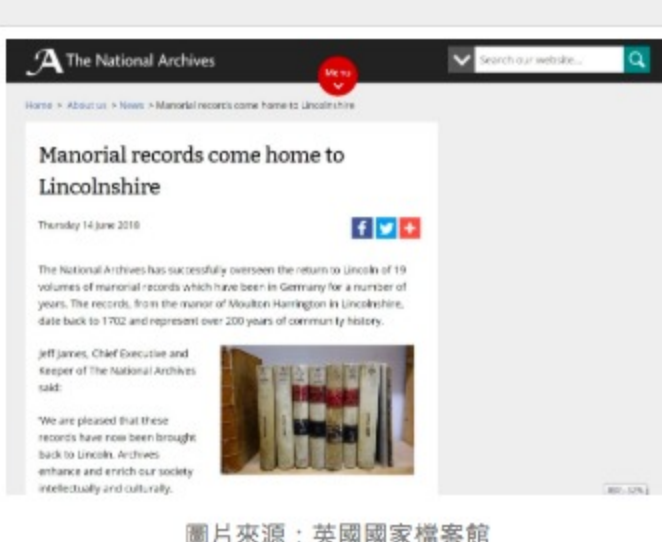 The National Archives
Menu
Search our website...
Home > About us > News > Manorial records come home to Lincolnshire
Manorial records come home to
Lincolnshire
Thursday 14 June 2018
The National Archives has successfully overseen the return to Lincoln of 19
volumes of manorial records which have been in Germany for a number of
years. The records, from the manor of Moulton Harrington in Lincolnshire,
date back to 1702 and represent over 200 years of community history.
Jeff James, Chief Executive and
Keeper of The National Archives
said:
'We are pleased that these
records have now been brought
back to Lincoln. Archives
enhance and enrich our society
intellectually and culturally.
圖片來源：英國國家檔案館